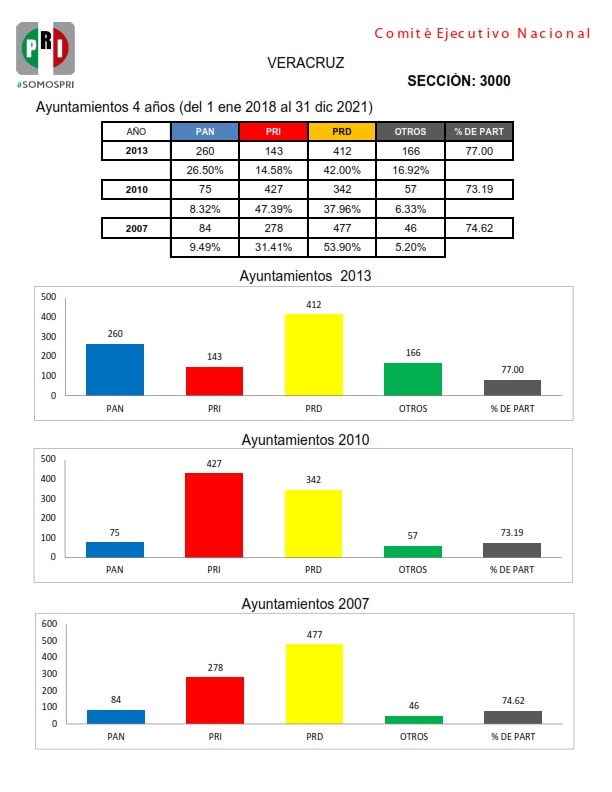 Comité Ejecutivo Nacional
PRI
#SOMOSPRI
VERACRUZ
SECCIÓN: 3000
Ayuntamientos 4 años (del 1 ene 2018 al 31 dic 2021)
AÑO PAN PRI PRD OTROS % DE PART
2013 260 143 412 166 77.00
26.50% 14.58% 42.00% 16.92%
2010 75 427 342 57 73.19
8.32% 47.39% 37.96% 6.33%
2007 84 278 477 46 74.62
9.49% 31.41% 53.90% 5.20%
Ayuntamientos 2013
500
412
400
300
260
200
166
143
100
77.00
0
PAN PRI PRD OTROS % DE PART
Ayuntamientos 2010
500
427
400
342
300
200
100
75
57
73.19
0
PAN PRI PRD OTROS % DE PART
Ayuntamientos 2007
600
500
477
400
300
278
200
100
84
46
74.62
0
PAN PRI PRD OTROS % DE PART